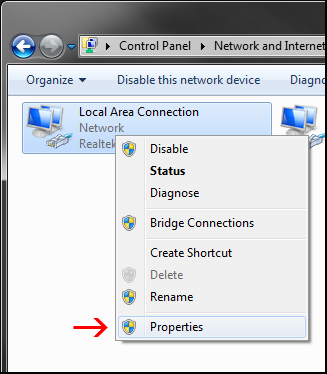 Control Panel Network and Internet
Organize Disable this network device
Local Area Connection
Network
Realtek
Disable
Status
Diagnose
Bridge Connections
Create Shortcut
Delete
Rename
Properties